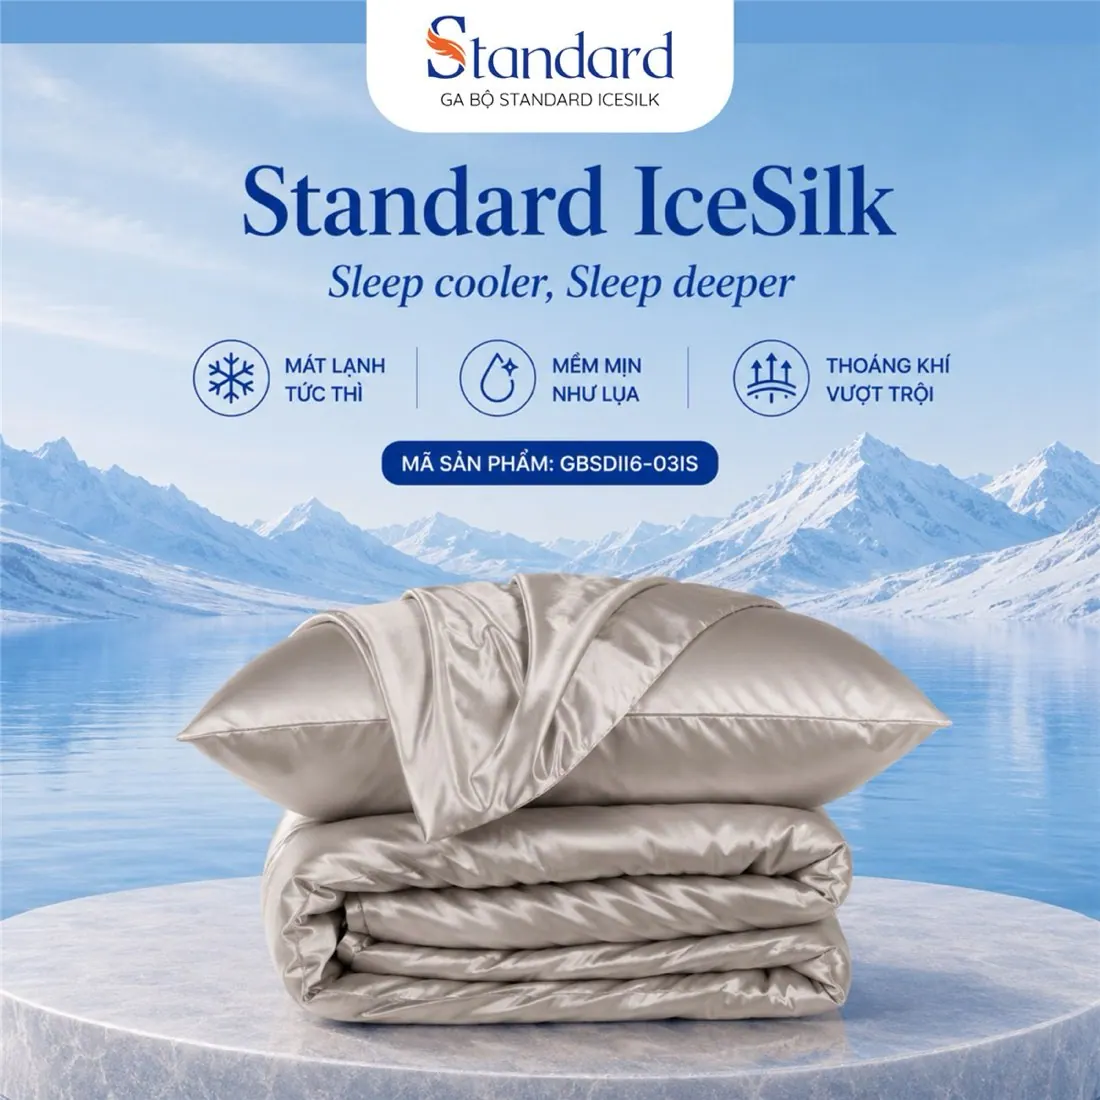 Standard
GA BỘ STANDARD ICESILK
Standard IceSilk
Sleep cooler, Sleep deeper
MÁT LẠNH
TỨC THÌ
MỀM MỊN
NHƯ LỤA
THOÁNG KHÍ
VƯỢT TRỘI
MÃ SẢN PHẨM: GBSDII6-03IS